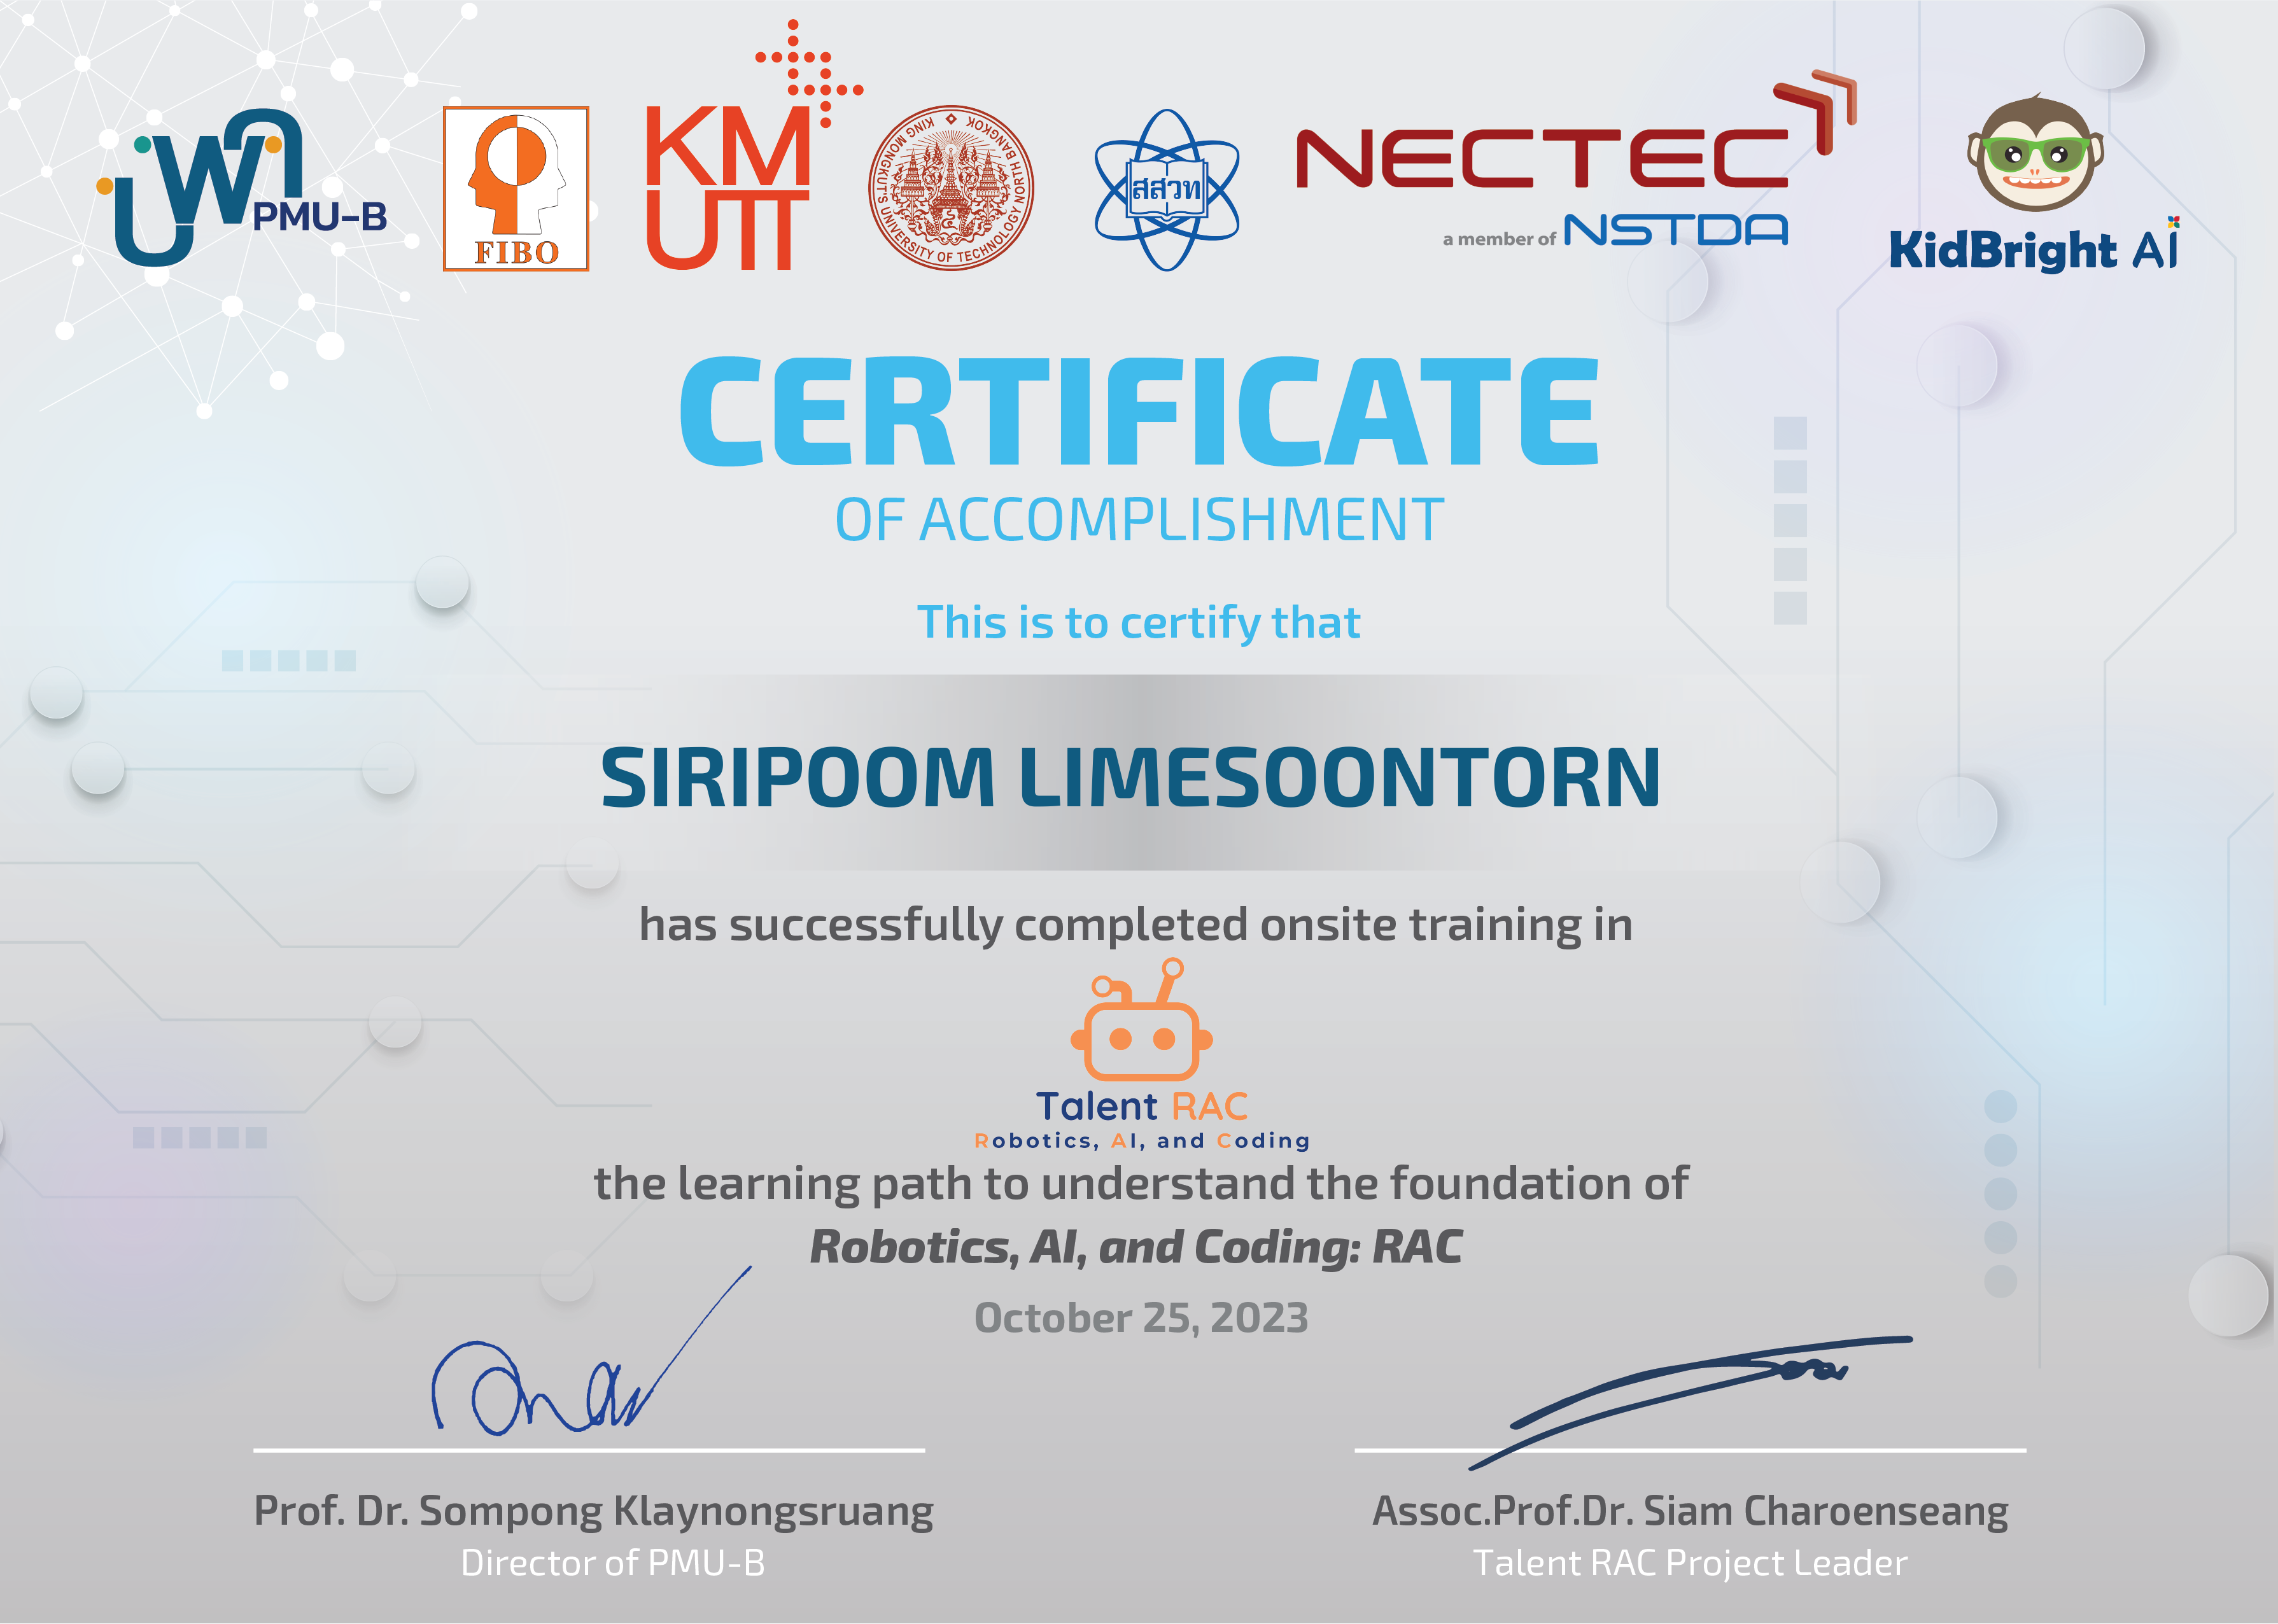 บพค
PMU-B
FIBO
KM
UTT
KING MONGKUT'S UNIVERSITY OF TECHNOLOGY NORTH BANGKOK
สสวท
NECTEC
a member of NSTDA
KidBright AI
CERTIFICATE
OF ACCOMPLISHMENT
This is to certify that
SIRIPOOM LIMESOONTORN
has successfully completed onsite training in
Talent RAC
Robotics, AI, and Coding
the learning path to understand the foundation of
Robotics, AI, and Coding: RAC
October 25, 2023
Prof. Dr. Sompong Klaynongsruang
Director of PMU-B
Assoc.Prof.Dr. Siam Charoenseang
Talent RAC Project Leader